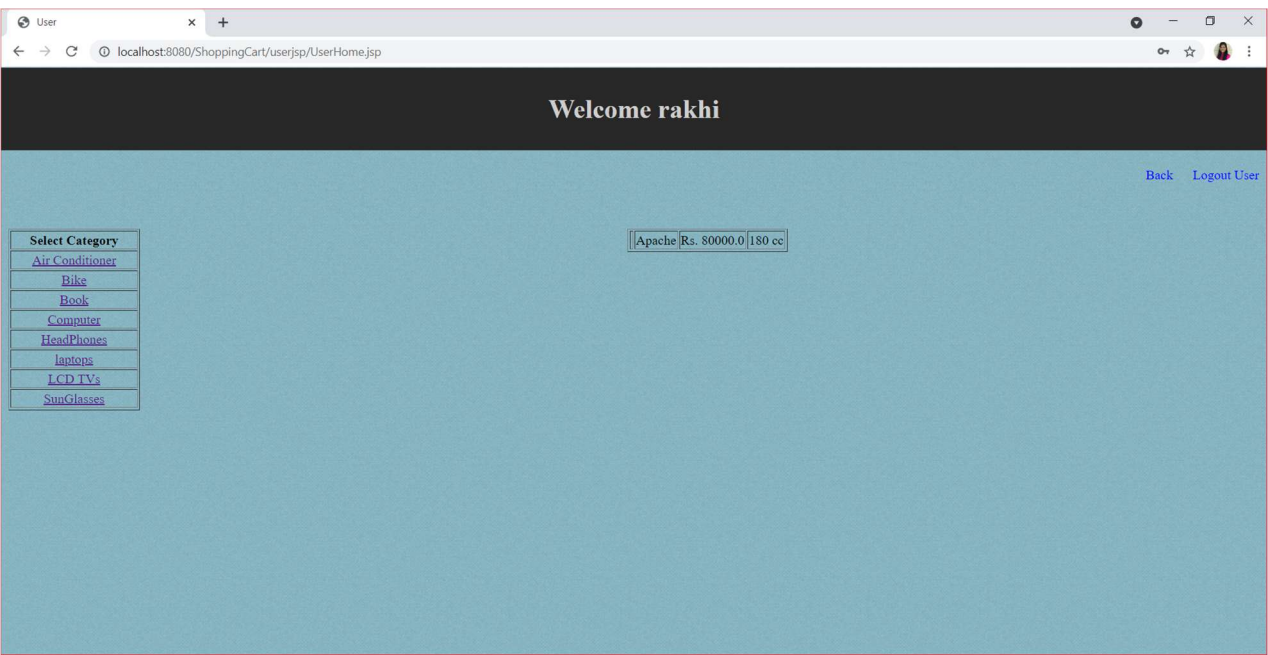 User
localhost:8080/ShoppingCart/userjsp/UserHome.jsp
Welcome rakhi
Back Logout User
Select Category
Air Conditioner
Bike
Book
Computer
HeadPhones
laptops
LCD TVs
SunGlasses
Apache Rs. 80000.0 180 cc